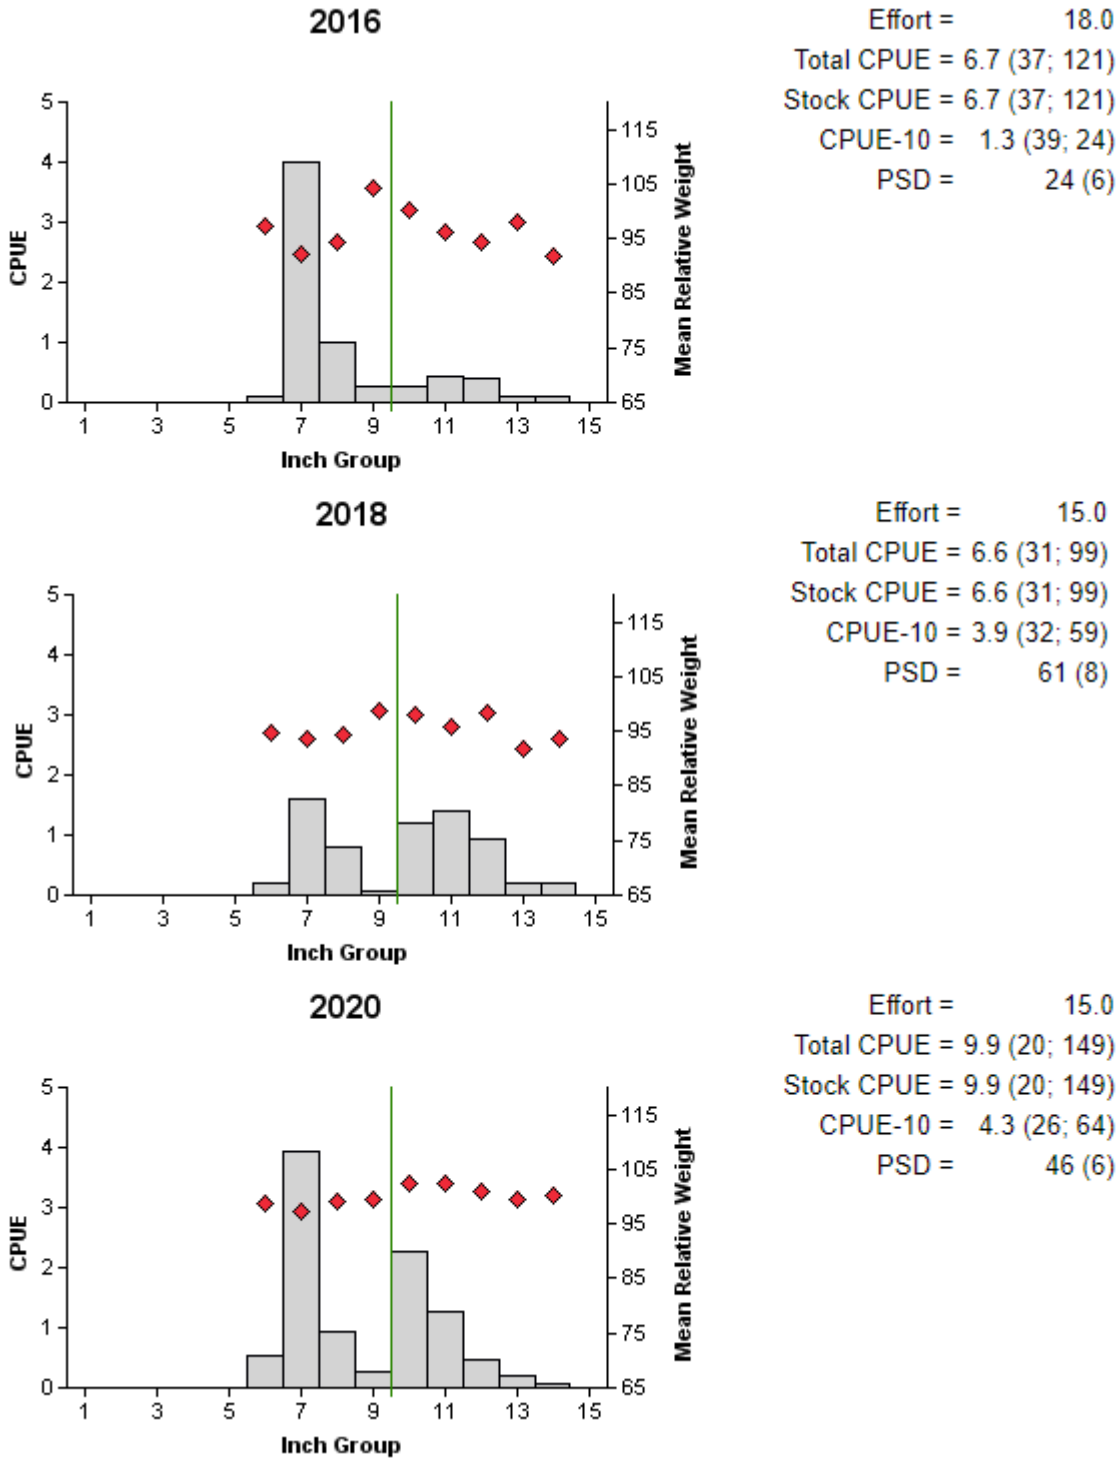 2016
Effort = 18.0
Total CPUE = 6.7 (37; 121)
Stock CPUE = 6.7 (37; 121)
CPUE-10 = 1.3 (39; 24)
PSD = 24 (6)
5
4
3
2
1
0
CPUE
115
105
95
85
75
65
Mean Relative Weight
1 3 5 7 9 11 13 15
Inch Group
2018
Effort = 15.0
Total CPUE = 6.6 (31; 99)
Stock CPUE = 6.6 (31; 99)
CPUE-10 = 3.9 (32; 59)
PSD = 61 (8)
5
4
3
2
1
0
CPUE
115
105
95
85
75
65
Mean Relative Weight
1 3 5 7 9 11 13 15
Inch Group
2020
Effort = 15.0
Total CPUE = 9.9 (20; 149)
Stock CPUE = 9.9 (20; 149)
CPUE-10 = 4.3 (26; 64)
PSD = 46 (6)
5
4
3
2
1
0
CPUE
115
105
95
85
75
65
Mean Relative Weight
1 3 5 7 9 11 13 15
Inch Group